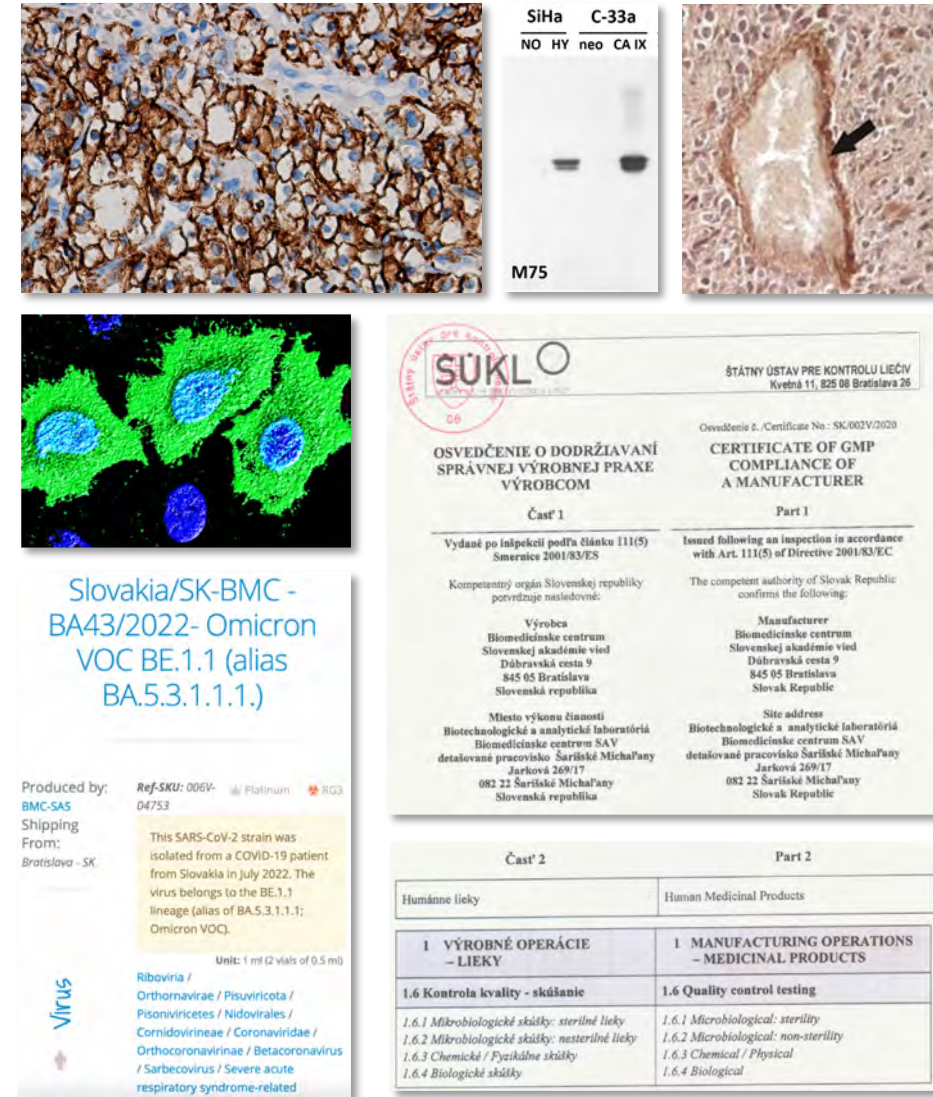 SiHa C-33a
NO HY neo CA IX
M75
ŠÚKL
ŠTÁTNY ÚSTAV PRE KONTROLU LIEČIV
Kvetná 11, 825 08 Bratislava 26
Osvedčenie č. /Certificate No.: SK/002V/2020
OSVEDČENIE O DODRŽIAVANÍ
SPRÁVNEJ VÝROBNEJ PRAXE
VÝROBCOM
Časť 1
Vydané po inšpekcii podľa článku 111(5)
Smernice 2001/83/ES
Kompetentný orgán Slovenskej republiky
potvrdzuje nasledovné:
Výrobca
Biomedicínske centrum
Slovenskej akadémie vied
Dúbravská cesta 9
845 05 Bratislava
Slovenská republika
Miesto výkonu činnosti
Biotechnologické a analytické laboratóriá
Biomedicínske centrum SAV
detašované pracovisko Šarišské Michaľany
Jarková 269/17
082 22 Šarišské Michaľany
Slovenská republika
CERTIFICATE OF GMP
COMPLIANCE OF
A MANUFACTURER
Part 1
Issued following an inspection in accordance
with Art. 111(5) of Directive 2001/83/EC
The competent authority of Slovak Republic
confirms the following:
Manufacturer
Biomedicínske centrum
Slovenskej akadémie vied
Dúbravská cesta 9
845 05 Bratislava
Slovak Republic
Site address
Biotechnologické a analytické laboratóriá
Biomedicínske centrum SAV
detašované pracovisko Šarišské Michaľany
Jarková 269/17
082 22 Šarišské Michaľany
Slovak Republic
Slovakia/SK-BMC -
BA43/2022- Omicron
VOC BE.1.1 (alias
BA.5.3.1.1.1.)
Produced by:
BMC-SAS
Shipping
From:
Bratislava - SK
Ref-SKU: 006V-
04753
Platinum
RG3
This SARS-CoV-2 strain was
isolated from a COVID-19 patient
from Slovakia in July 2022. The
virus belongs to the BE.1.1
lineage (alias of BA.5.3.1.1.1;
Omicron VOC).
Unit: 1 ml (2 vials of 0.5 ml)
Virus
Riboviria /
Orthornavirae / Pisuviricota /
Pisoniviricetes / Nidovirales /
Cornidovirineae / Coronaviridae /
Orthocoronavirinae / Betacoronavirus
/ Sarbecovirus / Severe acute
respiratory syndrome-related
Časť 2
Humánne lieky
1 VÝROBNÉ OPERÁCIE
– LIEKY
1.6 Kontrola kvality - skúšanie
1.6.1 Mikrobiologické skúšky: sterilné lieky
1.6.2 Mikrobiologické skúšky: nesterilné lieky
1.6.3 Chemické / Fyzikálne skúšky
1.6.4 Biologické skúšky
Part 2
Human Medicinal Products
1 MANUFACTURING OPERATIONS
– MEDICINAL PRODUCTS
1.6 Quality control testing
1.6.1 Microbiological: sterility
1.6.2 Microbiological: non-sterility
1.6.3 Chemical / Physical
1.6.4 Biological